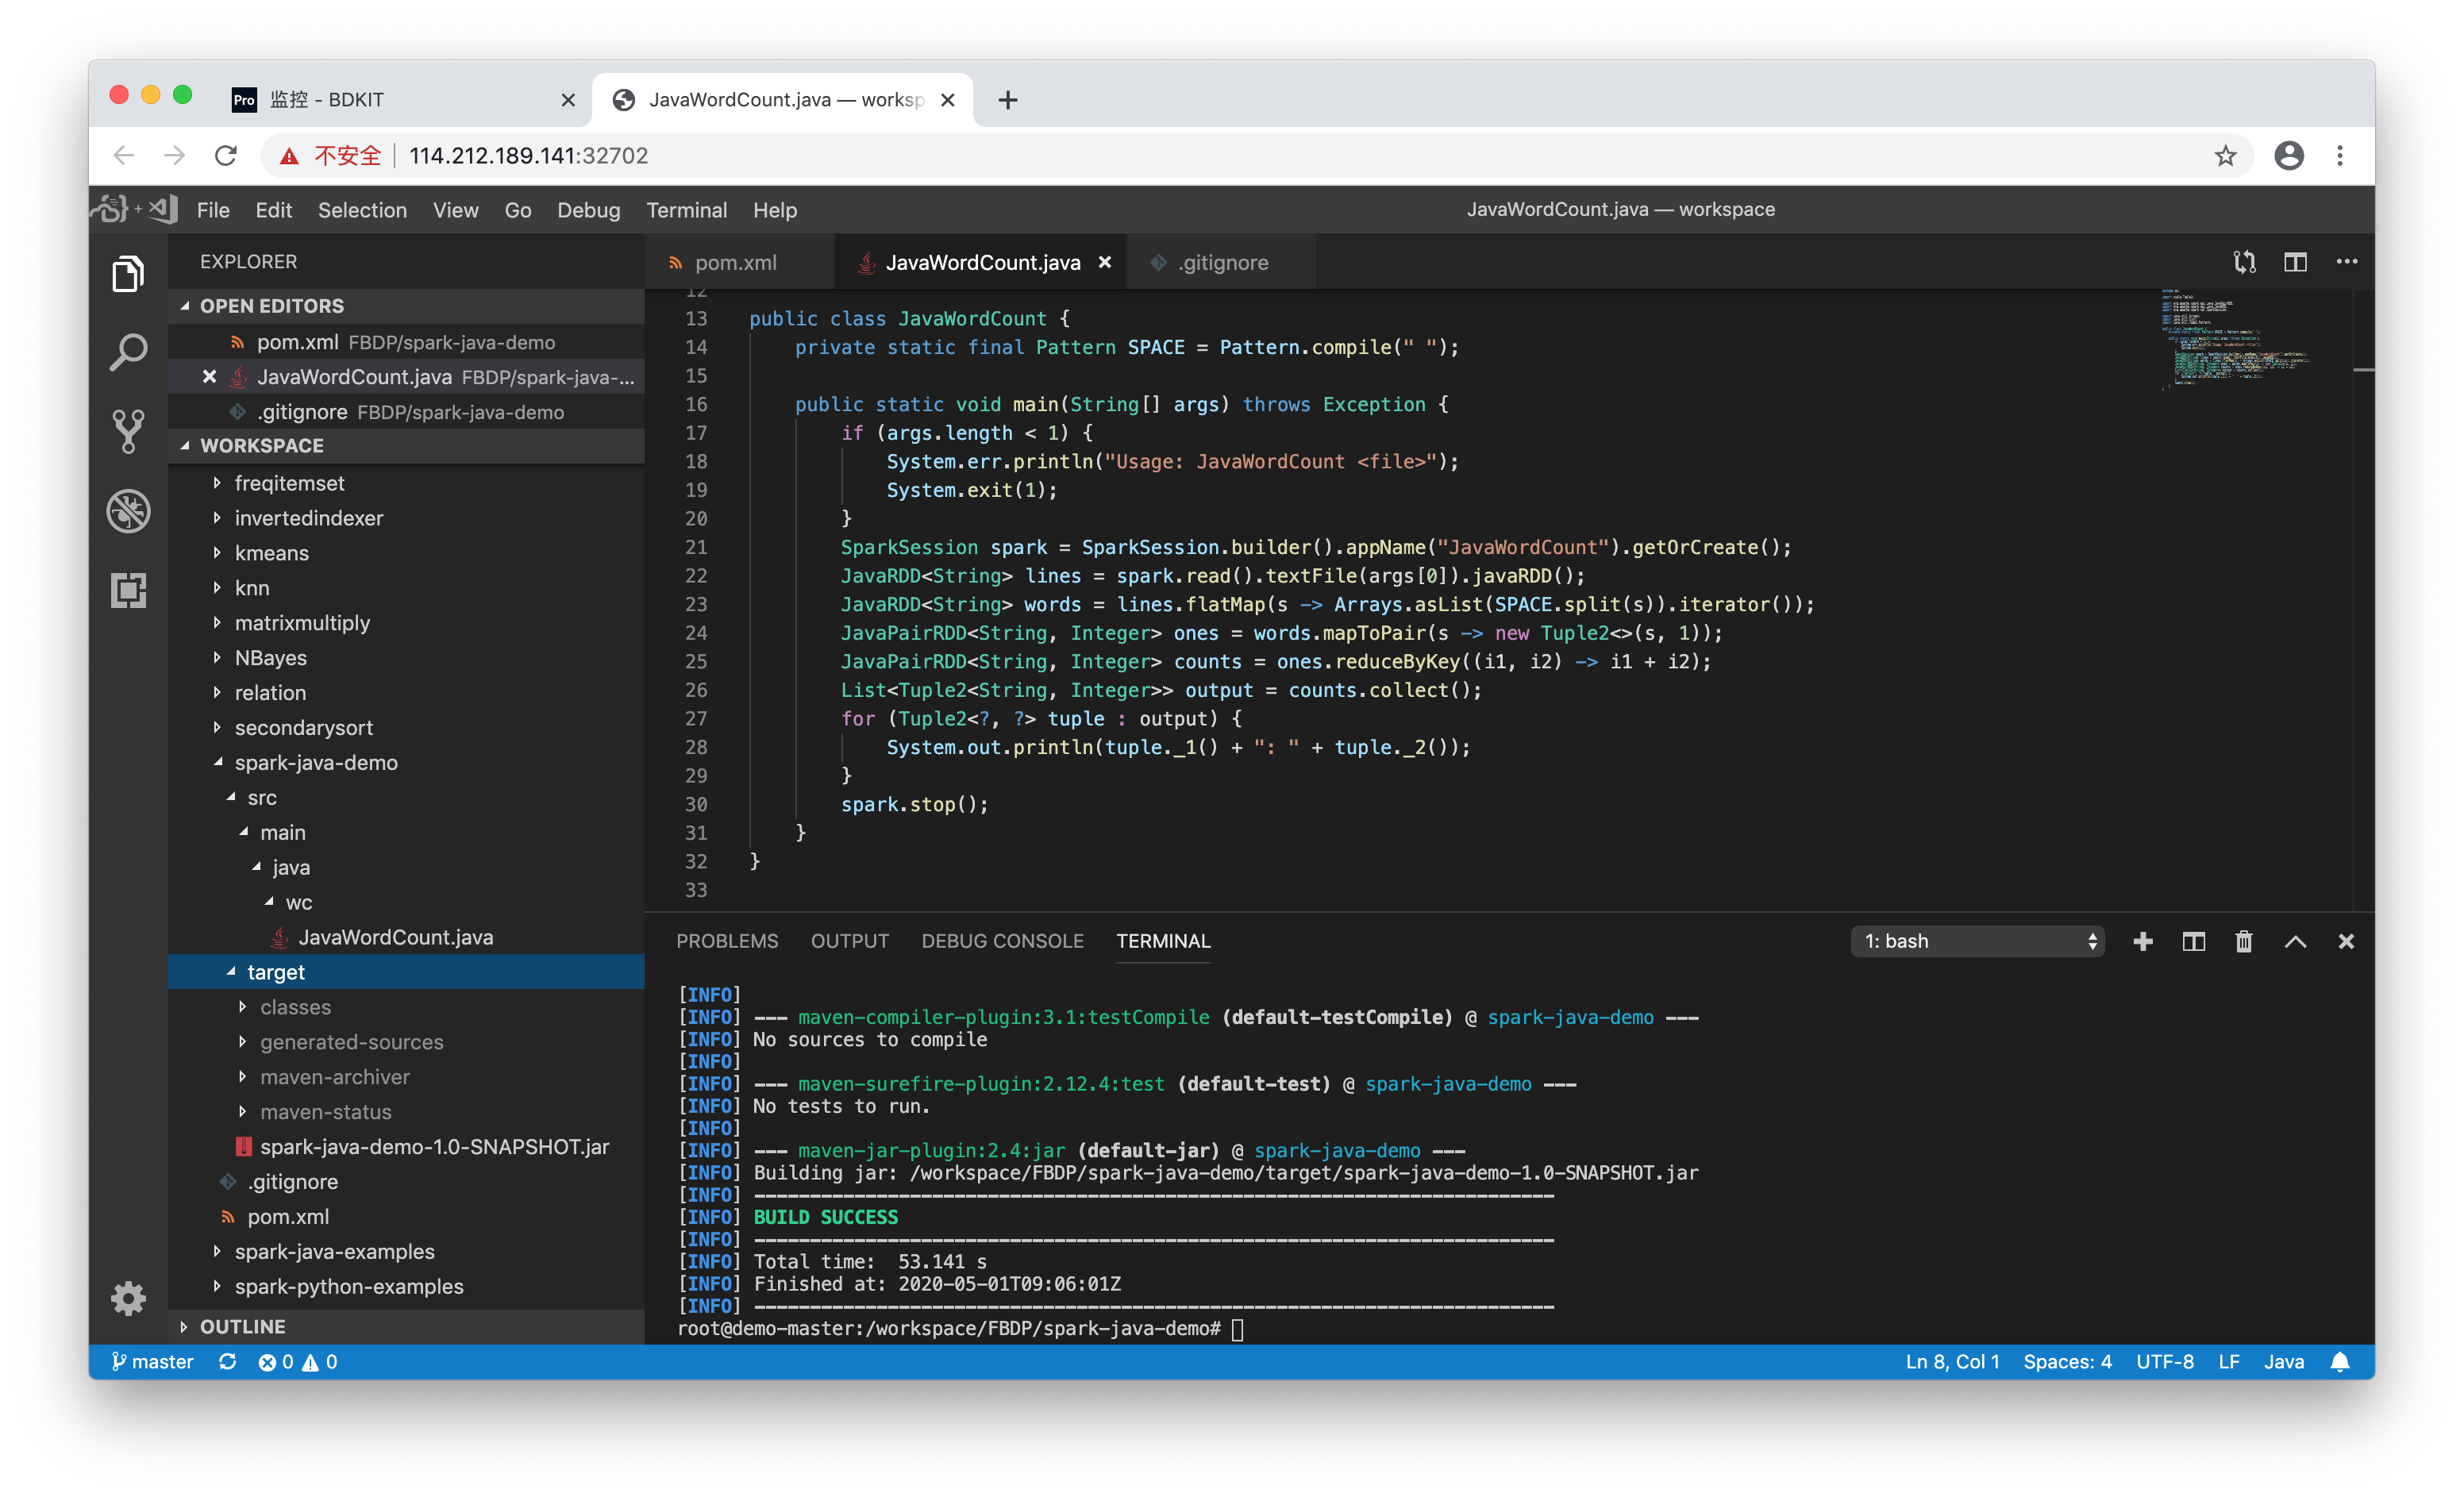 Pro 监控 - BDKIT
JavaWordCount.java — worksp
不安全 114.212.189.141:32702
File Edit Selection View Go Debug Terminal Help
JavaWordCount.java — workspace
EXPLORER
OPEN EDITORS
pom.xml FBDP/spark-java-demo
JavaWordCount.java FBDP/spark-java-...
.gitignore FBDP/spark-java-demo
WORKSPACE
freqitemset
invertedindexer
kmeans
knn
matrixmultiply
NBayes
relation
secondarysort
spark-java-demo
src
main
java
wc
JavaWordCount.java
target
classes
generated-sources
maven-archiver
maven-status
spark-java-demo-1.0-SNAPSHOT.jar
.gitignore
pom.xml
spark-java-examples
spark-python-examples
OUTLINE
pom.xml JavaWordCount.java .gitignore
12
13 public class JavaWordCount {
14 private static final Pattern SPACE = Pattern.compile(" ");
15
16 public static void main(String[] args) throws Exception {
17 if (args.length < 1) {
18 System.err.println("Usage: JavaWordCount <file>");
19 System.exit(1);
20 }
21 SparkSession spark = SparkSession.builder().appName("JavaWordCount").getOrCreate();
22 JavaRDD<String> lines = spark.read().textFile(args[0]).javaRDD();
23 JavaRDD<String> words = lines.flatMap(s -> Arrays.asList(SPACE.split(s)).iterator());
24 JavaPairRDD<String, Integer> ones = words.mapToPair(s -> new Tuple2<>(s, 1));
25 JavaPairRDD<String, Integer> counts = ones.reduceByKey((i1, i2) -> i1 + i2);
26 List<Tuple2<String, Integer>> output = counts.collect();
27 for (Tuple2<?, ?> tuple : output) {
28 System.out.println(tuple._1() + ": " + tuple._2());
29 }
30 spark.stop();
31 }
32 }
33
PROBLEMS OUTPUT DEBUG CONSOLE TERMINAL 1: bash
[INFO]
[INFO] --- maven-compiler-plugin:3.1:testCompile (default-testCompile) @ spark-java-demo ---
[INFO] No sources to compile
[INFO]
[INFO] --- maven-surefire-plugin:2.12.4:test (default-test) @ spark-java-demo ---
[INFO] No tests to run.
[INFO]
[INFO] --- maven-jar-plugin:2.4:jar (default-jar) @ spark-java-demo ---
[INFO] Building jar: /workspace/FBDP/spark-java-demo/target/spark-java-demo-1.0-SNAPSHOT.jar
[INFO] ------------------------------------------------------------------------
[INFO] BUILD SUCCESS
[INFO] ------------------------------------------------------------------------
[INFO] Total time:  53.141 s
[INFO] Finished at: 2020-05-01T09:06:01Z
[INFO] ------------------------------------------------------------------------
root@demo-master:/workspace/FBDP/spark-java-demo#
master 0 0 Ln 8, Col 1 Spaces: 4 UTF-8 LF Java